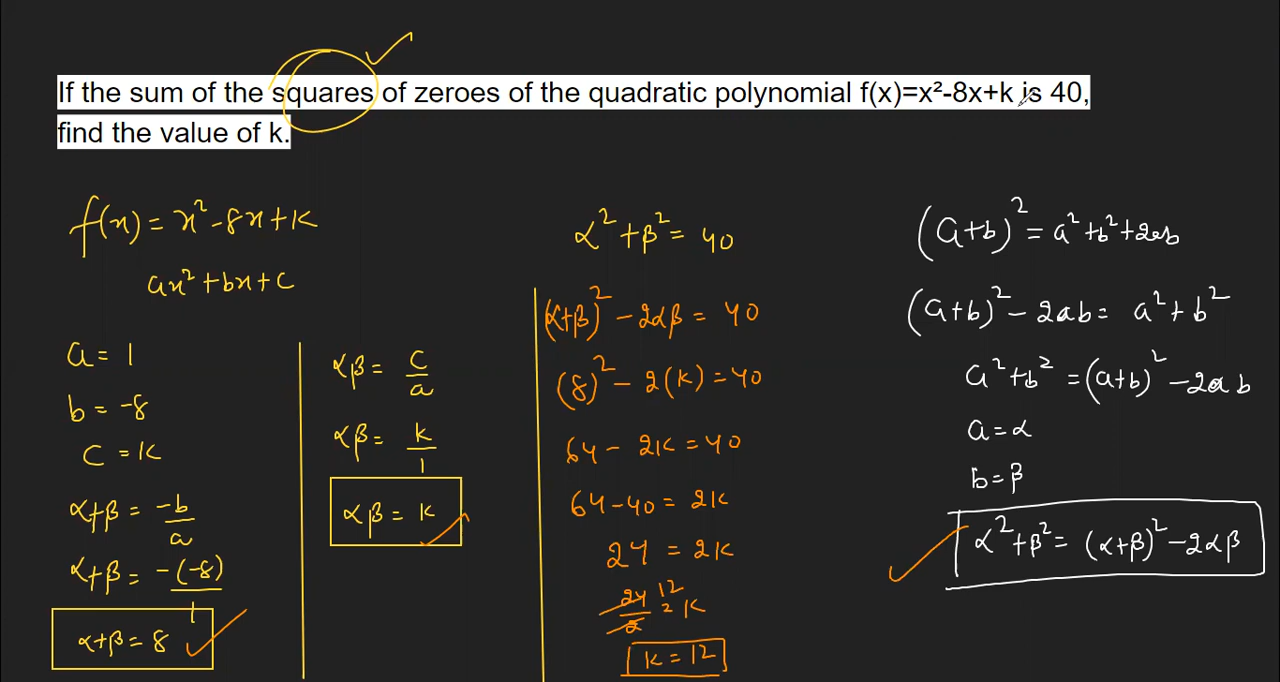 If the sum of the squares of zeroes of the quadratic polynomial f(x)=x²-8x+k is 40,
find the value of k.
f(x) = x² - 8x + k
ax² + bx + c
a = 1
b = -8
c = k
α+β = -b/a
α+β = -(-8)/1
α+β = 8
αβ = c/a
αβ = k/1
αβ = k
α² + β² = 40
(α+β)² - 2αβ = 40
(8)² - 2(k) = 40
64 - 2k = 40
64 - 40 = 2k
24 = 2k
24/2 12 = k
k = 12
(a+b)² = a² + b² + 2ab
(a+b)² - 2ab = a² + b²
a² + b² = (a+b)² - 2ab
a = α
b = β
α² + β² = (α+β)² - 2αβ